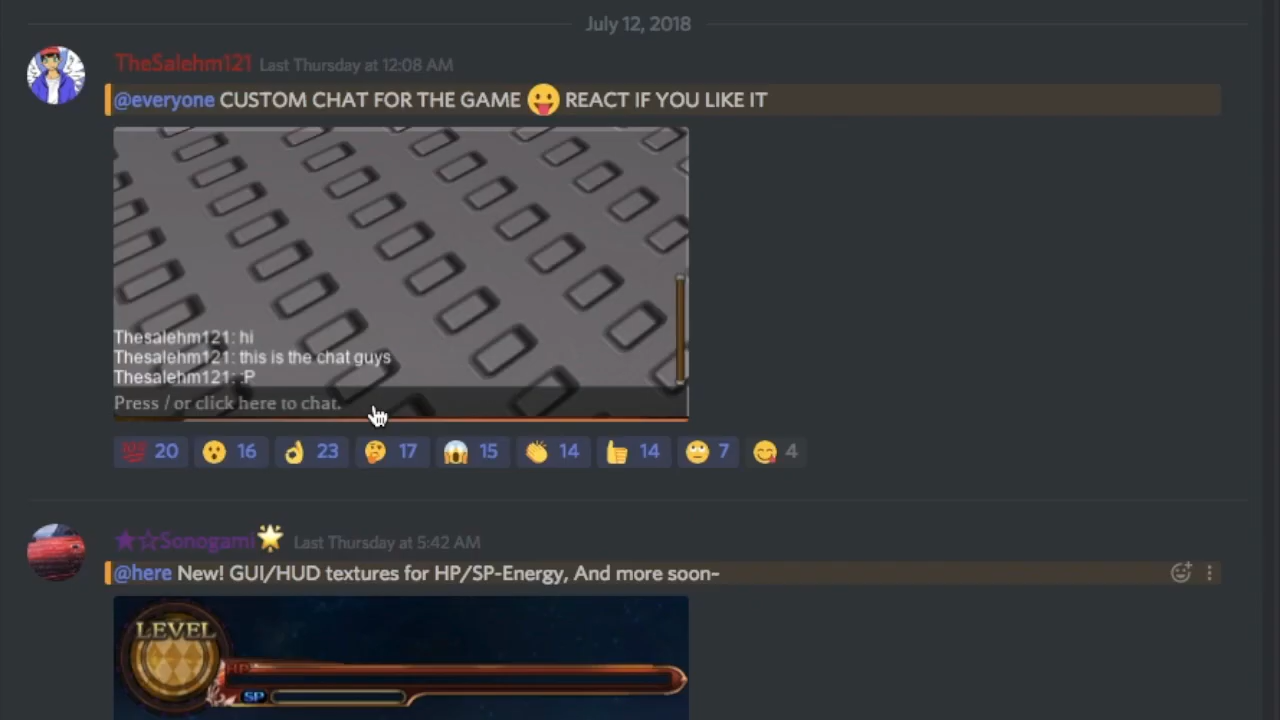 July 12, 2018
TheSalehm121 Last Thursday at 12:08 AM
@everyone CUSTOM CHAT FOR THE GAME 😛 REACT IF YOU LIKE IT
Thesalehm121: hi
Thesalehm121: this is the chat guys
Thesalehm121: :P
Press / or click here to chat.
💯 20 😮 16 👌 23 🤔 17 😱 15 👏 14 👍 14 🙄 7 😋 4
★☆Sonogami🌟 Last Thursday at 5:42 AM
@here New! GUI/HUD textures for HP/SP-Energy, And more soon~
LEVEL
HP
SP